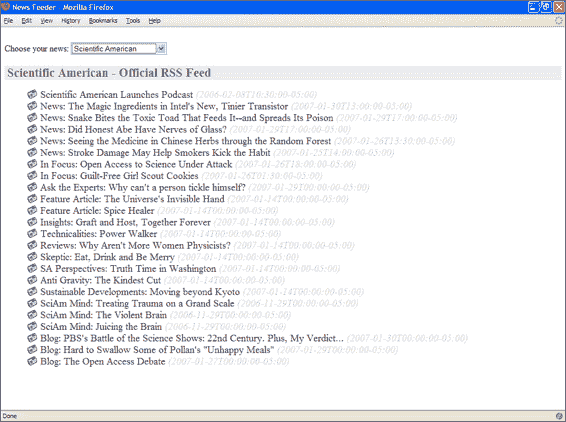 News Feeder - Mozilla Firefox
File Edit View History Bookmarks Tools Help
Choose your news: Scientific American
Scientific American - Official RSS Feed
Scientific American Launches Podcast (2006-02-08T16:30:00-05:00)
News: The Magic Ingredients in Intel's New, Tinier Transistor (2007-01-30T13:00:00-05:00)
News: Snake Bites the Toxic Toad That Feeds It--and Spreads Its Poison (2007-01-29T17:00:00-05:00)
News: Did Honest Abe Have Nerves of Glass? (2007-01-29T17:00:00-05:00)
News: Seeing the Medicine in Chinese Herbs through the Random Forest (2007-01-26T13:30:00-05:00)
News: Stroke Damage May Help Smokers Kick the Habit (2007-01-25T14:00:00-05:00)
In Focus: Open Access to Science Under Attack (2007-01-26T18:00:00-05:00)
In Focus: Guilt-Free Girl Scout Cookies (2007-01-26T01:30:00-05:00)
Ask the Experts: Why can't a person tickle himself? (2007-01-29T00:00:00-05:00)
Feature Article: The Universe's Invisible Hand (2007-01-14T00:00:00-05:00)
Feature Article: Spice Healer (2007-01-14T00:00:00-05:00)
Insights: Graft and Host, Together Forever (2007-01-14T00:00:00-05:00)
Technicalities: Power Walker (2007-01-14T00:00:00-05:00)
Reviews: Why Aren't More Women Physicists? (2007-01-14T00:00:00-05:00)
Skeptic: Eat, Drink and Be Merry (2007-01-14T00:00:00-05:00)
SA Perspectives: Truth Time in Washington (2007-01-14T00:00:00-05:00)
Anti Gravity: The Kindest Cut (2007-01-14T00:00:00-05:00)
Sustainable Developments: Moving beyond Kyoto (2007-01-14T00:00:00-05:00)
SciAm Mind: Treating Trauma on a Grand Scale (2006-11-29T00:00:00-05:00)
SciAm Mind: The Violent Brain (2006-11-29T00:00:00-05:00)
SciAm Mind: Juicing the Brain (2006-11-29T00:00:00-05:00)
Blog: PBS's Battle of the Science Shows: 22nd Century. Plus, My Verdict... (2007-01-30T00:00:00-05:00)
Blog: Hard to Swallow Some of Pollan's "Unhappy Meals" (2007-01-29T00:00:00-05:00)
Blog: The Open Access Debate (2007-01-27T00:00:00-05:00)
Done